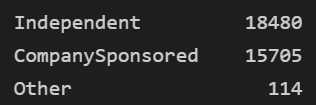 Independent 18480
CompanySponsored 15705
Other 114